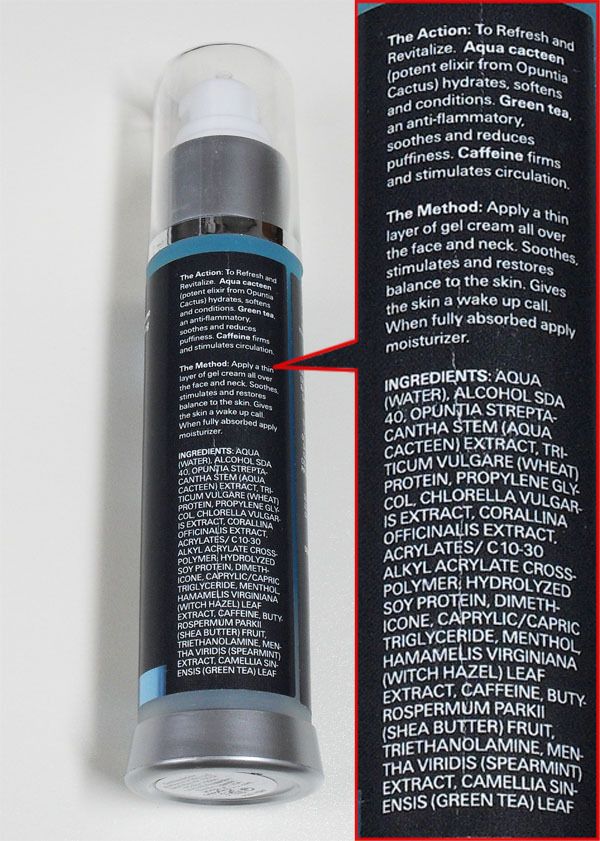 The Action: To Refresh and
Revitalize. Aqua cacteen
(potent elixir from Opuntia
Cactus) hydrates, softens
and conditions. Green tea,
an anti-flammatory,
soothes and reduces
puffiness. Caffeine firms
and stimulates circulation.
The Method: Apply a thin
layer of gel cream all over
the face and neck. Soothes,
stimulates and restores
balance to the skin. Gives
the skin a wake up call.
When fully absorbed apply
moisturizer.
INGREDIENTS: AQUA
(WATER), ALCOHOL SDA
40, OPUNTIA STREPTA-
CANTHA STEM (AQUA
CACTEEN) EXTRACT, TRI-
TICUM VULGARE (WHEAT)
PROTEIN, PROPYLENE GLY-
COL, CHLORELLA VULGAR-
IS EXTRACT, CORALLINA
OFFICINALIS EXTRACT,
ACRYLATES/ C10-30
ALKYL ACRYLATE CROSS-
POLYMER, HYDROLYZED
SOY PROTEIN, DIMETH-
ICONE, CAPRYLIC/CAPRIC
TRIGLYCERIDE, MENTHOL,
HAMAMELIS VIRGINIANA
(WITCH HAZEL) LEAF
EXTRACT, CAFFEINE, BUTY-
ROSPERMUM PARKII
(SHEA BUTTER) FRUIT,
TRIETHANOLAMINE, MEN-
THA VIRIDIS (SPEARMINT)
EXTRACT, CAMELLIA SIN-
ENSIS (GREEN TEA) LEAF
The Action: To Refresh and
Revitalize. Aqua cacteen
(potent elixir from Opuntia
Cactus) hydrates, softens
and conditions. Green tea,
an anti-flammatory,
soothes and reduces
puffiness. Caffeine firms
and stimulates circulation.
The Method: Apply a thin
layer of gel cream all over
the face and neck. Soothes,
stimulates and restores
balance to the skin. Gives
the skin a wake up call.
When fully absorbed apply
moisturizer.
INGREDIENTS: AQUA
(WATER), ALCOHOL SDA
40, OPUNTIA STREPTA-
CANTHA STEM (AQUA
CACTEEN) EXTRACT, TRI-
TICUM VULGARE (WHEAT)
PROTEIN, PROPYLENE GLY-
COL, CHLORELLA VULGAR-
IS EXTRACT, CORALLINA
OFFICINALIS EXTRACT,
ACRYLATES/ C10-30
ALKYL ACRYLATE CROSS-
POLYMER, HYDROLYZED
SOY PROTEIN, DIMETH-
ICONE, CAPRYLIC/CAPRIC
TRIGLYCERIDE, MENTHOL,
HAMAMELIS VIRGINIANA
(WITCH HAZEL) LEAF
EXTRACT, CAFFEINE, BUTY-
ROSPERMUM PARKII
(SHEA BUTTER) FRUIT,
TRIETHANOLAMINE, MEN-
THA VIRIDIS (SPEARMINT)
EXTRACT, CAMELLIA SIN-
ENSIS (GREEN TEA) LEAF